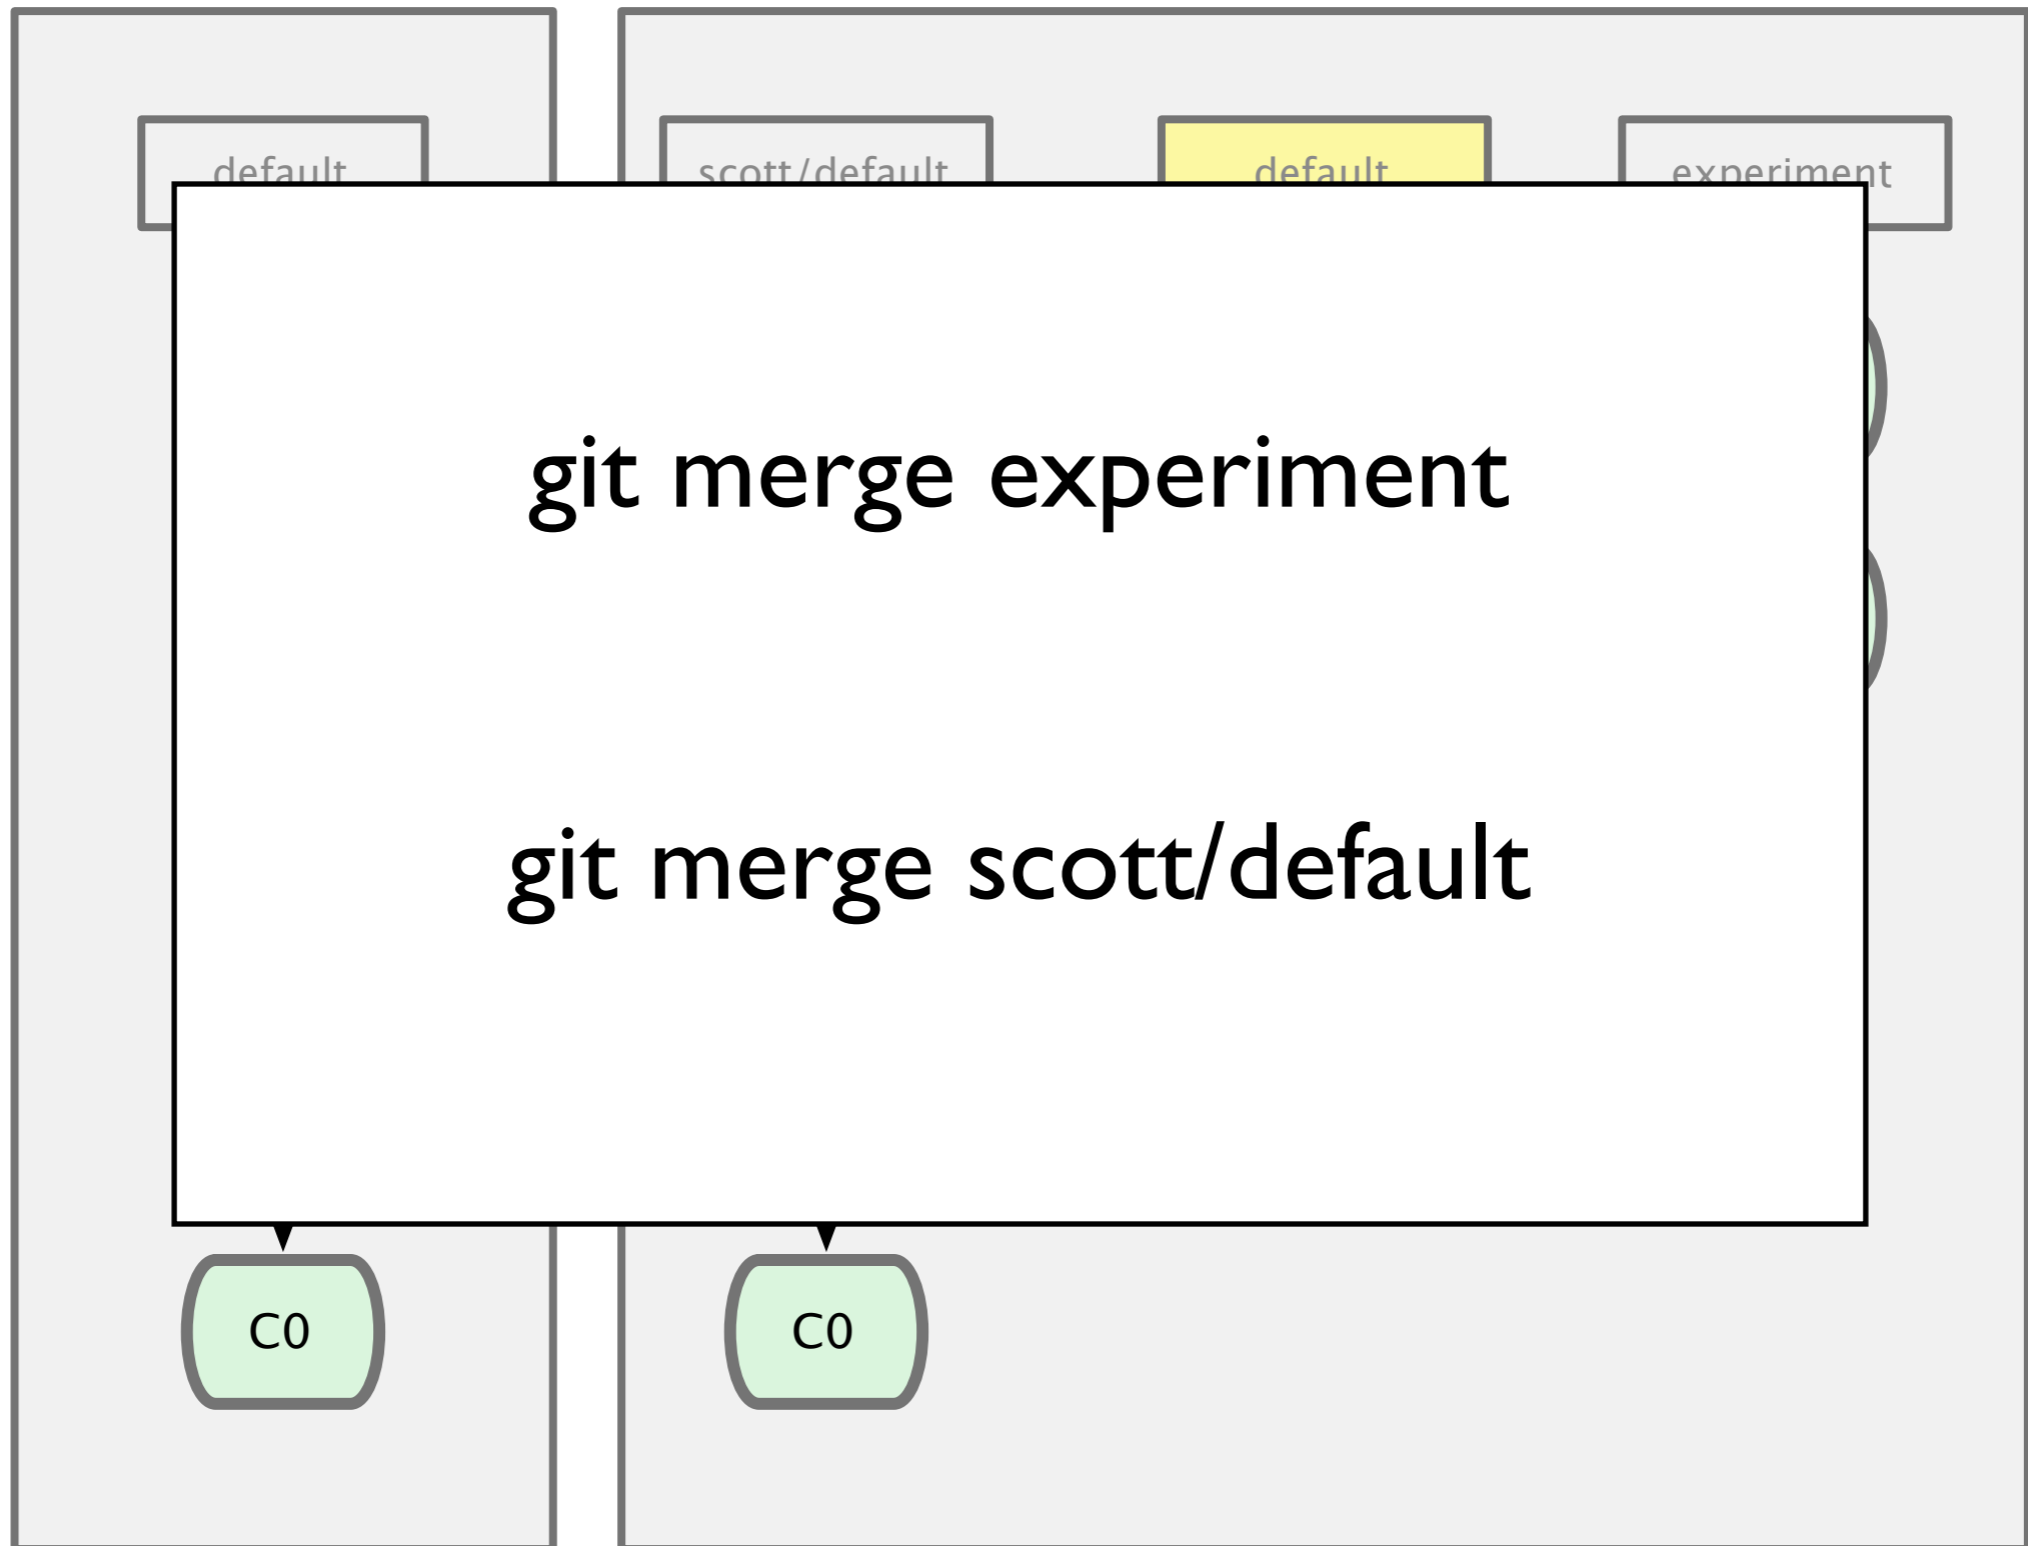 default
scott/default
default
experiment
git merge experiment
git merge scott/default
C0
C0